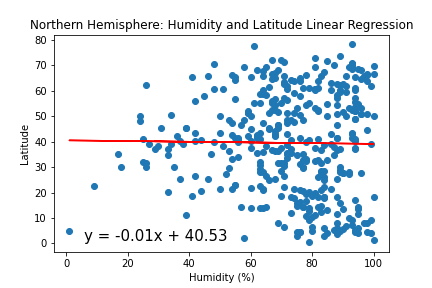 Northern Hemisphere: Humidity and Latitude Linear Regression
80
70
60
50
40
30
20
10
0
Latitude
y = -0.01x + 40.53
0 20 40 60 80 100
Humidity (%)